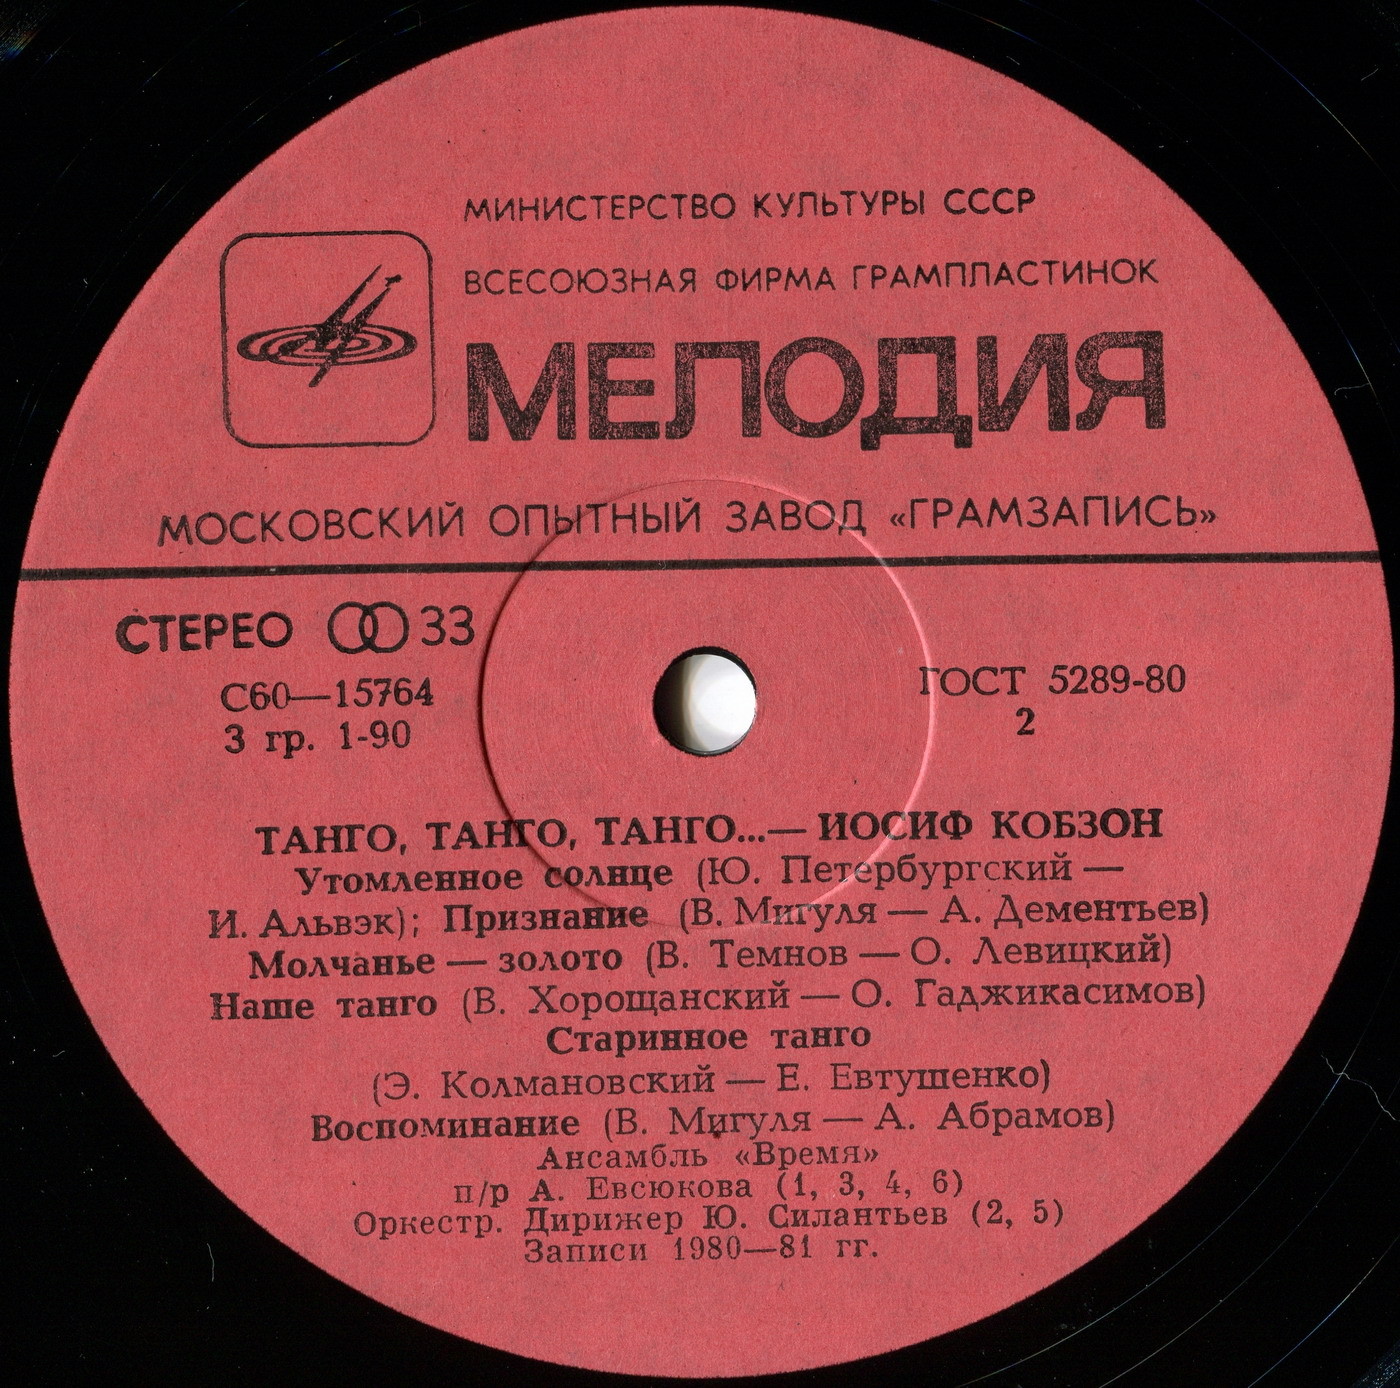 МИНИСТЕРСТВО КУЛЬТУРЫ СССР
ВСЕСОЮЗНАЯ ФИРМА ГРАМПЛАСТИНОК
МЕЛОДИЯ
МОСКОВСКИЙ ОПЫТНЫЙ ЗАВОД «ГРАМЗАПИСЬ»
СТЕРЕО 33
С60—15764
3 гр. 1-90
ГОСТ 5289-80
2
ТАНГО, ТАНГО, ТАНГО...— ИОСИФ КОБЗОН
Утомленное солнце (Ю. Петербургский —
И. Альвэк); Признание (В. Мигуля — А. Дементьев)
Молчанье — золото (В. Темнов — О. Левицкий)
Наше танго (В. Хорощанский — О. Гаджикасимов)
Старинное танго
(Э. Колмановский — Е. Евтушенко)
Воспоминание (В. Мигуля — А. Абрамов)
Ансамбль «Время»
п/р А. Евсюкова (1, 3, 4, 6)
Оркестр. Дирижер Ю. Силантьев (2, 5)
Записи 1980—81 гг.